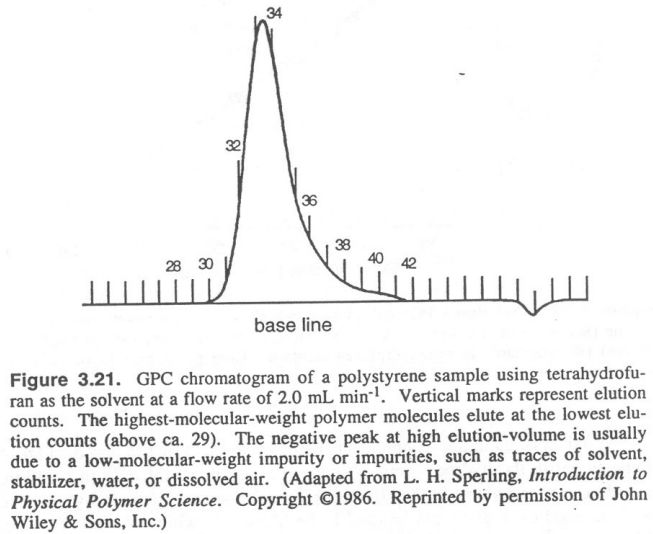 34
32
36
38
28 30 40 42
base line
Figure 3.21. GPC chromatogram of a polystyrene sample using tetrahydrofu-
ran as the solvent at a flow rate of 2.0 mL min-1. Vertical marks represent elution
counts. The highest-molecular-weight polymer molecules elute at the lowest elu-
tion counts (above ca. 29). The negative peak at high elution-volume is usually
due to a low-molecular-weight impurity or impurities, such as traces of solvent,
stabilizer, water, or dissolved air. (Adapted from L. H. Sperling, Introduction to
Physical Polymer Science. Copyright ©1986. Reprinted by permission of John
Wiley & Sons, Inc.)